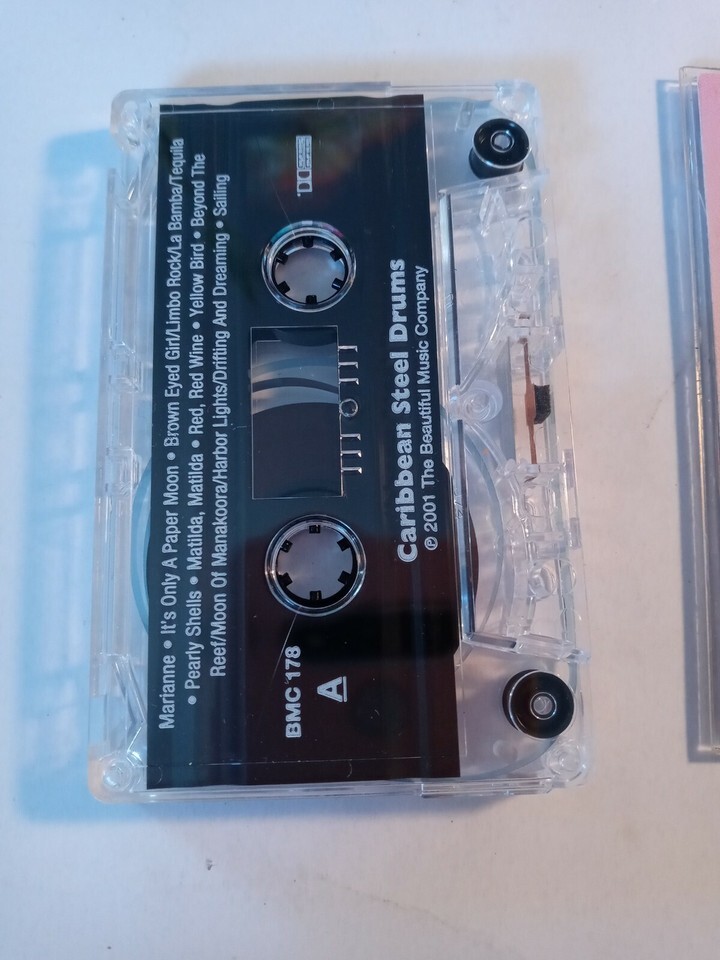 Marianne • It's Only A Paper Moon • Brown Eyed Girl/Limbo Rock/La Bamba/Tequila
• Pearly Shells • Matilda, Matilda • Red, Red Wine • Yellow Bird • Beyond The
Reef/Moon Of Manakoora/Harbor Lights/Drifting And Dreaming • Sailing
BMC 178
A
Caribbean Steel Drums
℗ 2001 The Beautiful Music Company